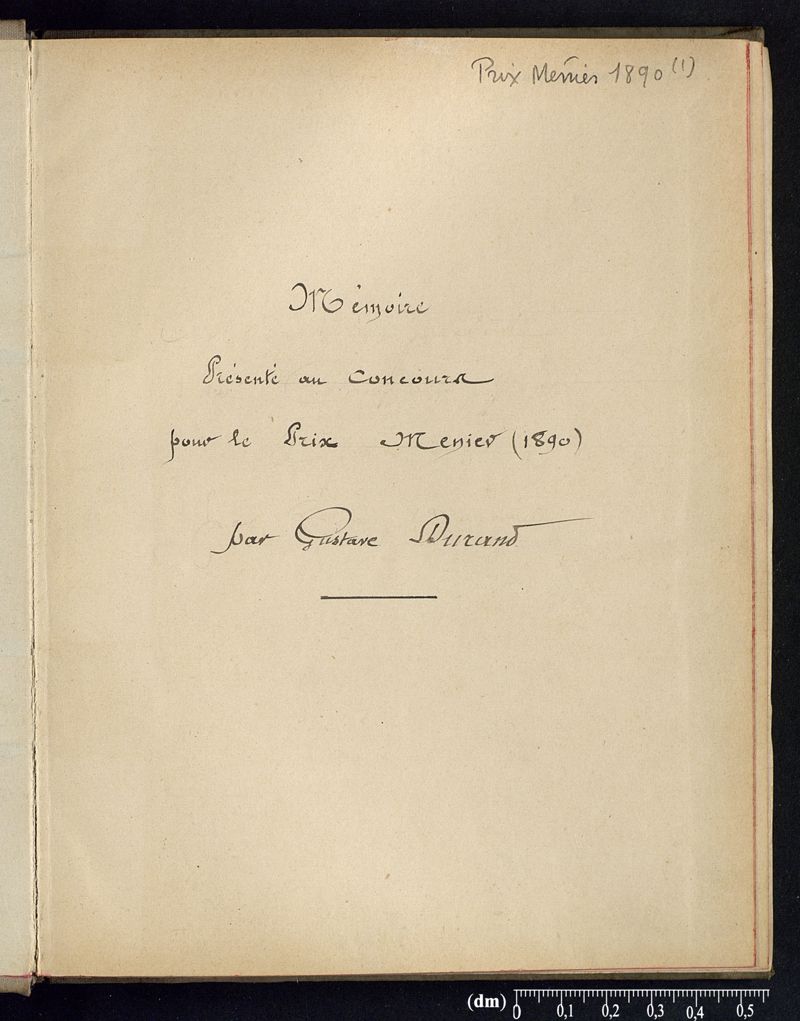 Prix Menier 1890 (1)
Mémoire
Présenté au Concours
pour le Prix Menier (1890)
par Gustave Durand
(dm) 0 0,1 0,2 0,3 0,4 0,5